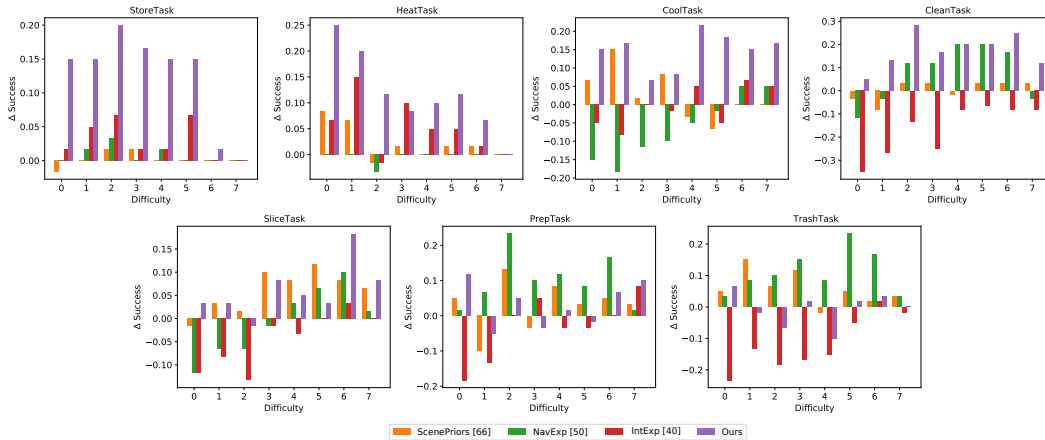 StoreTask
HeatTask
CoolTask
CleanTask
Δ Success
0.20
0.15
0.10
0.05
0.00
0 1 2 3 4 5 6 7
Difficulty
Δ Success
0.25
0.20
0.15
0.10
0.05
0.00
0 1 2 3 4 5 6 7
Difficulty
Δ Success
0.20
0.15
0.10
0.05
0.00
−0.05
−0.10
−0.15
−0.20
0 1 2 3 4 5 6 7
Difficulty
Δ Success
0.3
0.2
0.1
0.0
−0.1
−0.2
−0.3
0 1 2 3 4 5 6 7
Difficulty
SliceTask
PrepTask
TrashTask
Δ Success
0.15
0.10
0.05
0.00
−0.05
−0.10
0 1 2 3 4 5 6 7
Difficulty
Δ Success
0.2
0.1
0.0
−0.1
−0.2
0 1 2 3 4 5 6 7
Difficulty
Δ Success
0.2
0.1
0.0
−0.1
−0.2
0 1 2 3 4 5 6 7
Difficulty
ScenePriors [66] NavExp [50] IntExp [40] Ours